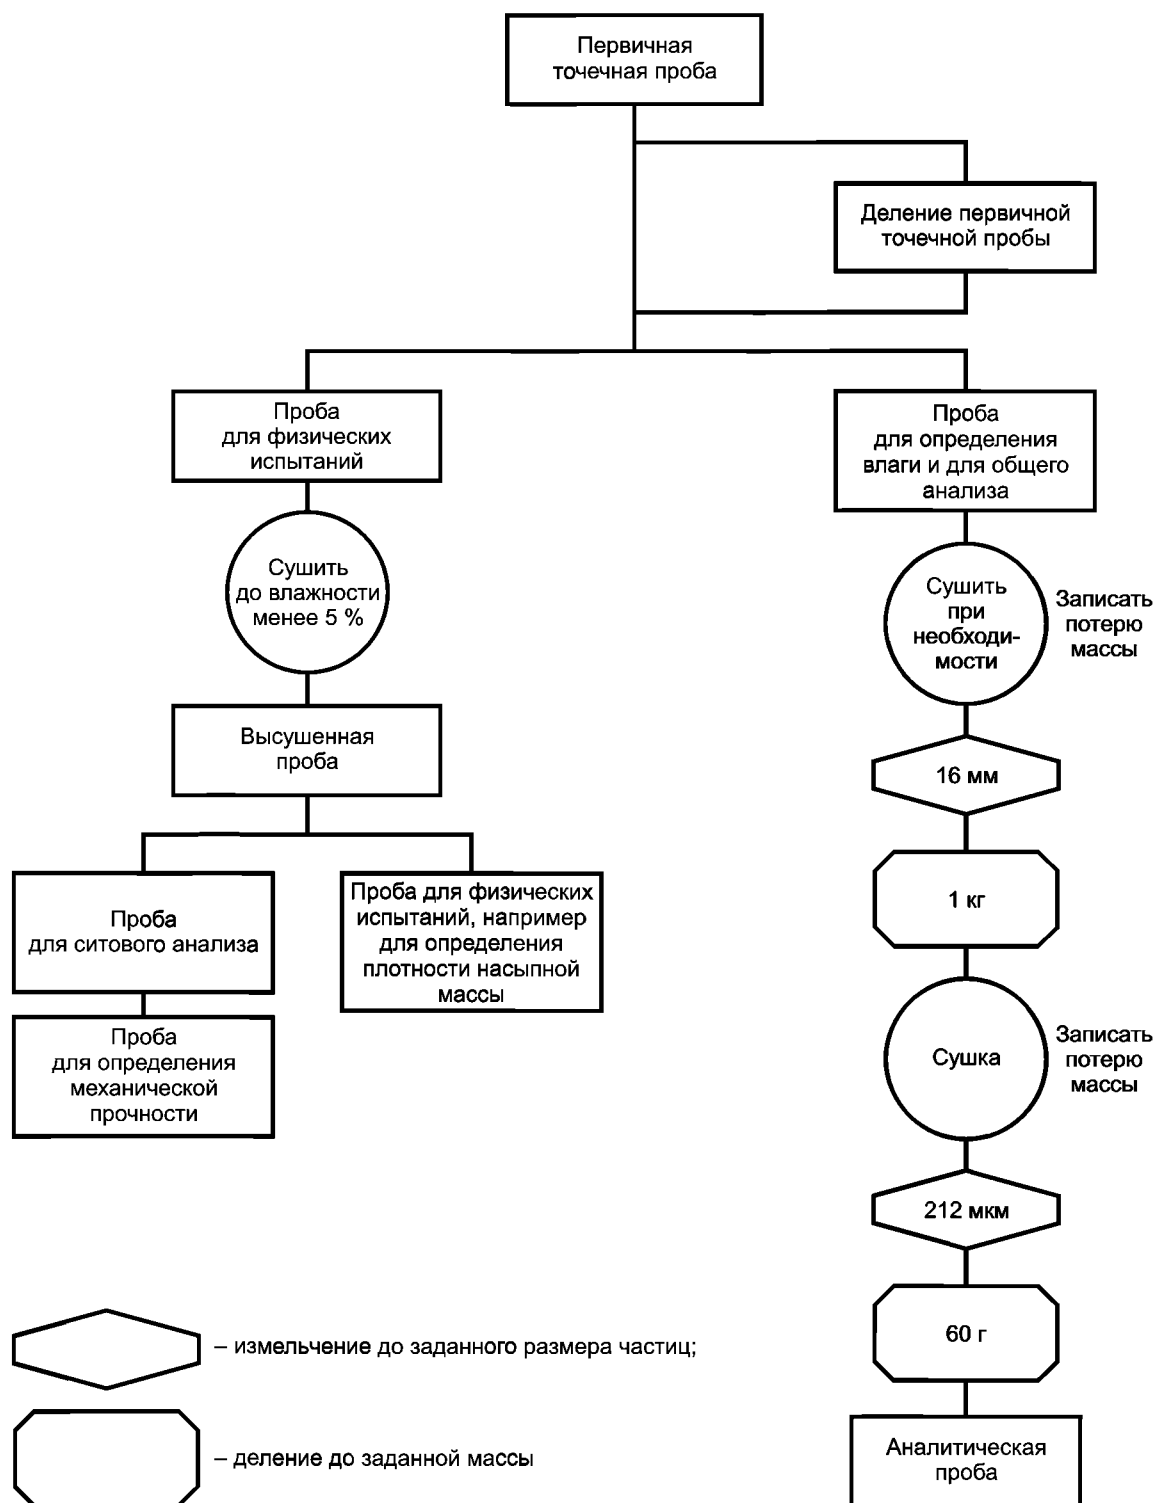 Первичная
точечная проба
Деление первичной
точечной пробы
Проба
для физических
испытаний
Проба
для определения
влаги и для общего
анализа
Сушить
до влажности
менее 5 %
Сушить
при
необходи-
мости
Записать
потерю
массы
Высушенная
проба
16 мм
Проба
для ситового анализа
Проба для физических
испытаний, например
для определения
плотности насыпной
массы
1 кг
Проба
для определения
механической
прочности
Сушка
Записать
потерю
массы
212 мкм
– измельчение до заданного размера частиц;
60 г
– деление до заданной массы
Аналитическая
проба